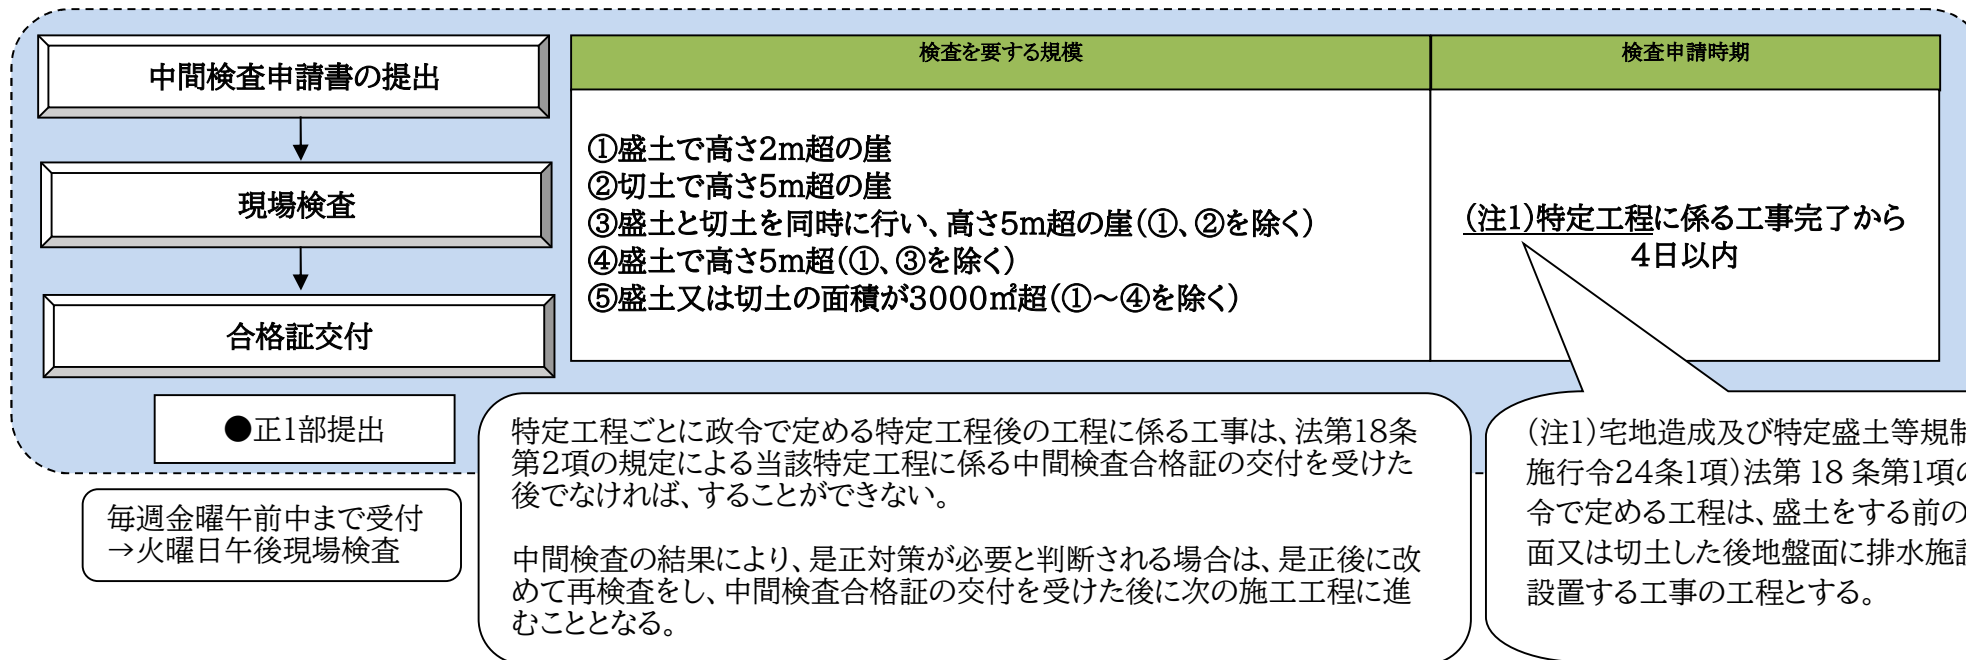 中間検査申請書の提出
現場検査
合格証交付
●正1部提出
毎週金曜午前中まで受付
→火曜日午後現場検査
検査を要する規模
検査申請時期
①盛土で高さ2m超の崖
②切土で高さ5m超の崖
③盛土と切土を同時に行い、高さ5m超の崖(①、②を除く)
④盛土で高さ5m超(①、③を除く)
⑤盛土又は切土の面積が3000㎡超(①～④を除く)
(注1)特定工程に係る工事完了から
4日以内
特定工程ごとに政令で定める特定工程後の工程に係る工事は、法第18条
第2項の規定による当該特定工程に係る中間検査合格証の交付を受けた
後でなければ、することができない。
中間検査の結果により、是正対策が必要と判断される場合は、是正後に改
めて再検査をし、中間検査合格証の交付を受けた後に次の施工工程に進
むこととなる。
(注1)宅地造成及び特定盛土等規制
施行令24条1項)法第 18 条第1項の
令で定める工程は、盛土をする前の
面又は切土した後地盤面に排水施設
設置する工事の工程とする。